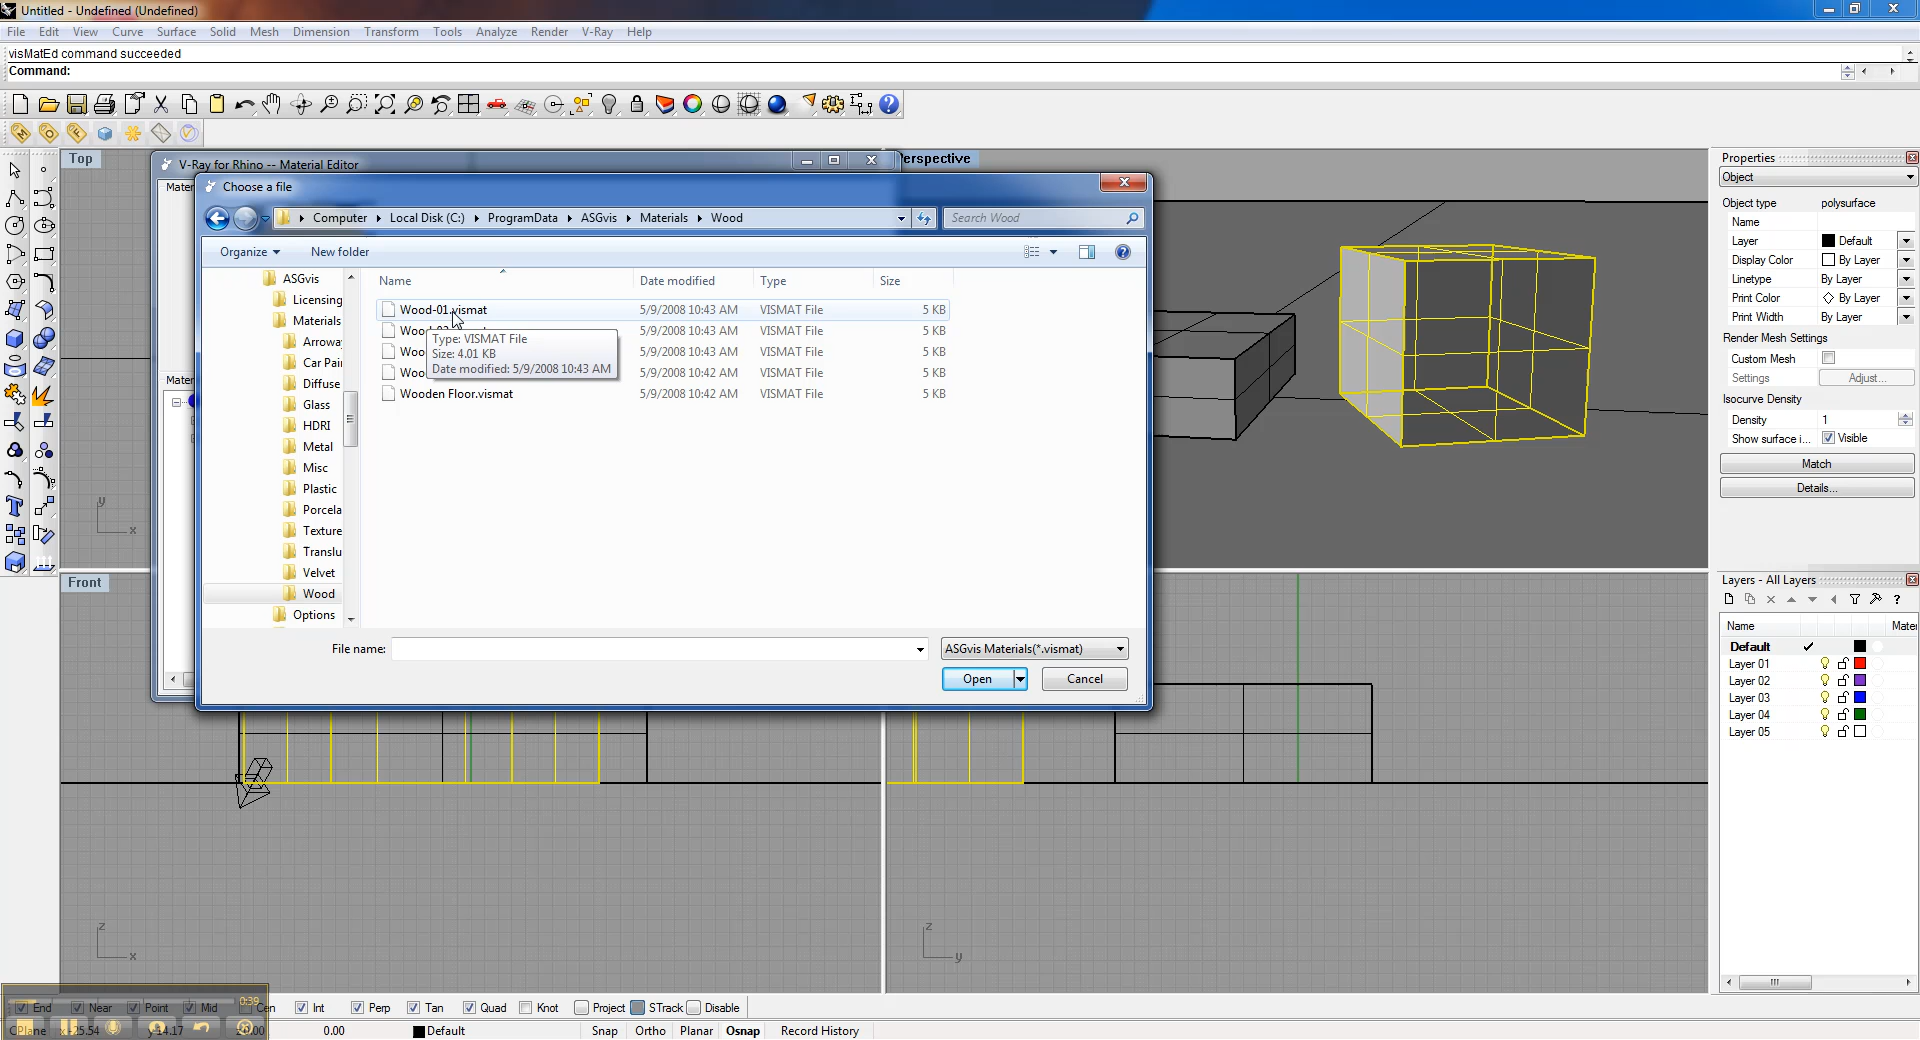 Untitled - Undefined (Undefined)
File Edit View Curve Surface Solid Mesh Dimension Transform Tools Analyze Render V-Ray Help
visMatEd command succeeded
Command:
Top
V-Ray for Rhino -- Material Editor
Perspective
Choose a file
Computer Local Disk (C:) ProgramData ASGvis Materials Wood
Search Wood
Organize New folder
Name Date modified Type Size
ASGvis
Licensing
Materials
Diffuse
Glass
HDRI
Metal
Misc
Plastic
Texture
Velvet
Wood
Options
Wood-01.vismat 5/9/2008 10:43 AM VISMAT File 5 KB
5/9/2008 10:43 AM VISMAT File 5 KB
5/9/2008 10:43 AM VISMAT File 5 KB
5/9/2008 10:42 AM VISMAT File 5 KB
Wooden Floor.vismat 5/9/2008 10:42 AM VISMAT File 5 KB
Type: VISMAT File
Size: 4.01 KB
Date modified: 5/9/2008 10:43 AM
File name:
ASGvis Materials(*.vismat)
Open Cancel
Properties
Object
Object type polysurface
Name
Layer Default
Display Color By Layer
Linetype By Layer
Print Color By Layer
Print Width By Layer
Render Mesh Settings
Custom Mesh
Settings Adjust...
Isocurve Density
Density 1
Show surface i... Visible
Match
Details...
Front
Layers - All Layers
Name Mater
Default
Layer 01
Layer 02
Layer 03
Layer 04
Layer 05
y
x
z
x
z
y
0:39
End Near Point Mid Cen Int Perp Tan Quad Knot Project STrack Disable
CPlane x -25.54 y -14.17 0.00 Default Snap Ortho Planar Osnap Record History